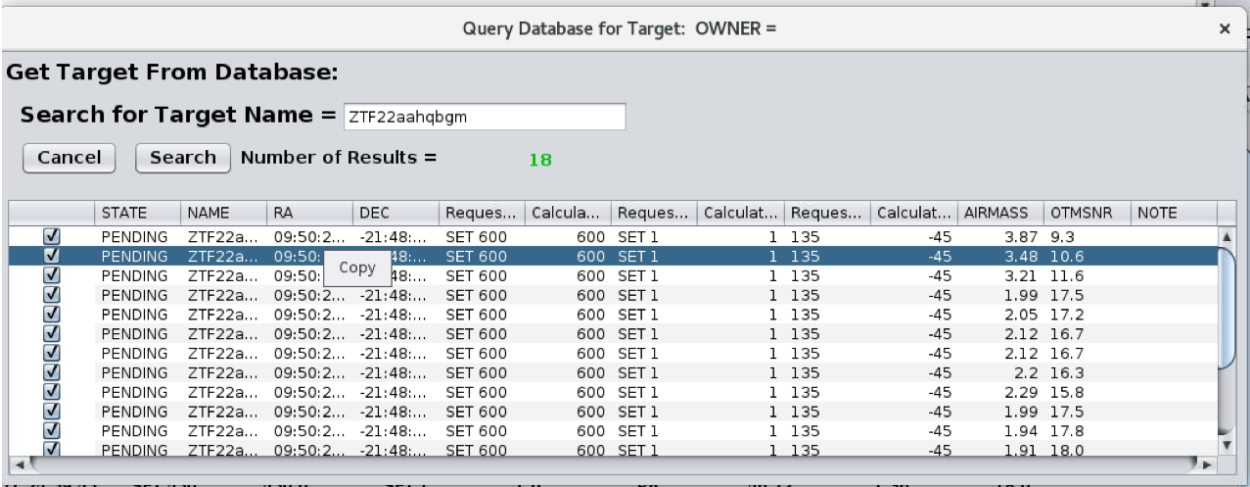 Query Database for Target: OWNER =
Get Target From Database:
Search for Target Name = ZTF22aahqbgm
Cancel Search Number of Results = 18
STATE NAME RA DEC Reques... Calcula... Reques... Calculat... Reques... Calculat... AIRMASS OTMSNR NOTE
PENDING ZTF22a... 09:50:2... -21:48:... SET 600 600 SET 1 1 135 -45 3.87 9.3
PENDING ZTF22a... 09:50: 48:... SET 600 600 SET 1 1 135 -45 3.48 10.6
Copy
PENDING ZTF22a... 09:50:2... 48:... SET 600 600 SET 1 1 135 -45 3.21 11.6
PENDING ZTF22a... 09:50:2... -21:48:... SET 600 600 SET 1 1 135 -45 1.99 17.5
PENDING ZTF22a... 09:50:2... -21:48:... SET 600 600 SET 1 1 135 -45 2.05 17.2
PENDING ZTF22a... 09:50:2... -21:48:... SET 600 600 SET 1 1 135 -45 2.12 16.7
PENDING ZTF22a... 09:50:2... -21:48:... SET 600 600 SET 1 1 135 -45 2.12 16.7
PENDING ZTF22a... 09:50:2... -21:48:... SET 600 600 SET 1 1 135 -45 2.2 16.3
PENDING ZTF22a... 09:50:2... -21:48:... SET 600 600 SET 1 1 135 -45 2.29 15.8
PENDING ZTF22a... 09:50:2... -21:48:... SET 600 600 SET 1 1 135 -45 1.99 17.5
PENDING ZTF22a... 09:50:2... -21:48:... SET 600 600 SET 1 1 135 -45 1.94 17.8
PENDING ZTF22a... 09:50:2... -21:48:... SET 600 600 SET 1 1 135 -45 1.91 18.0